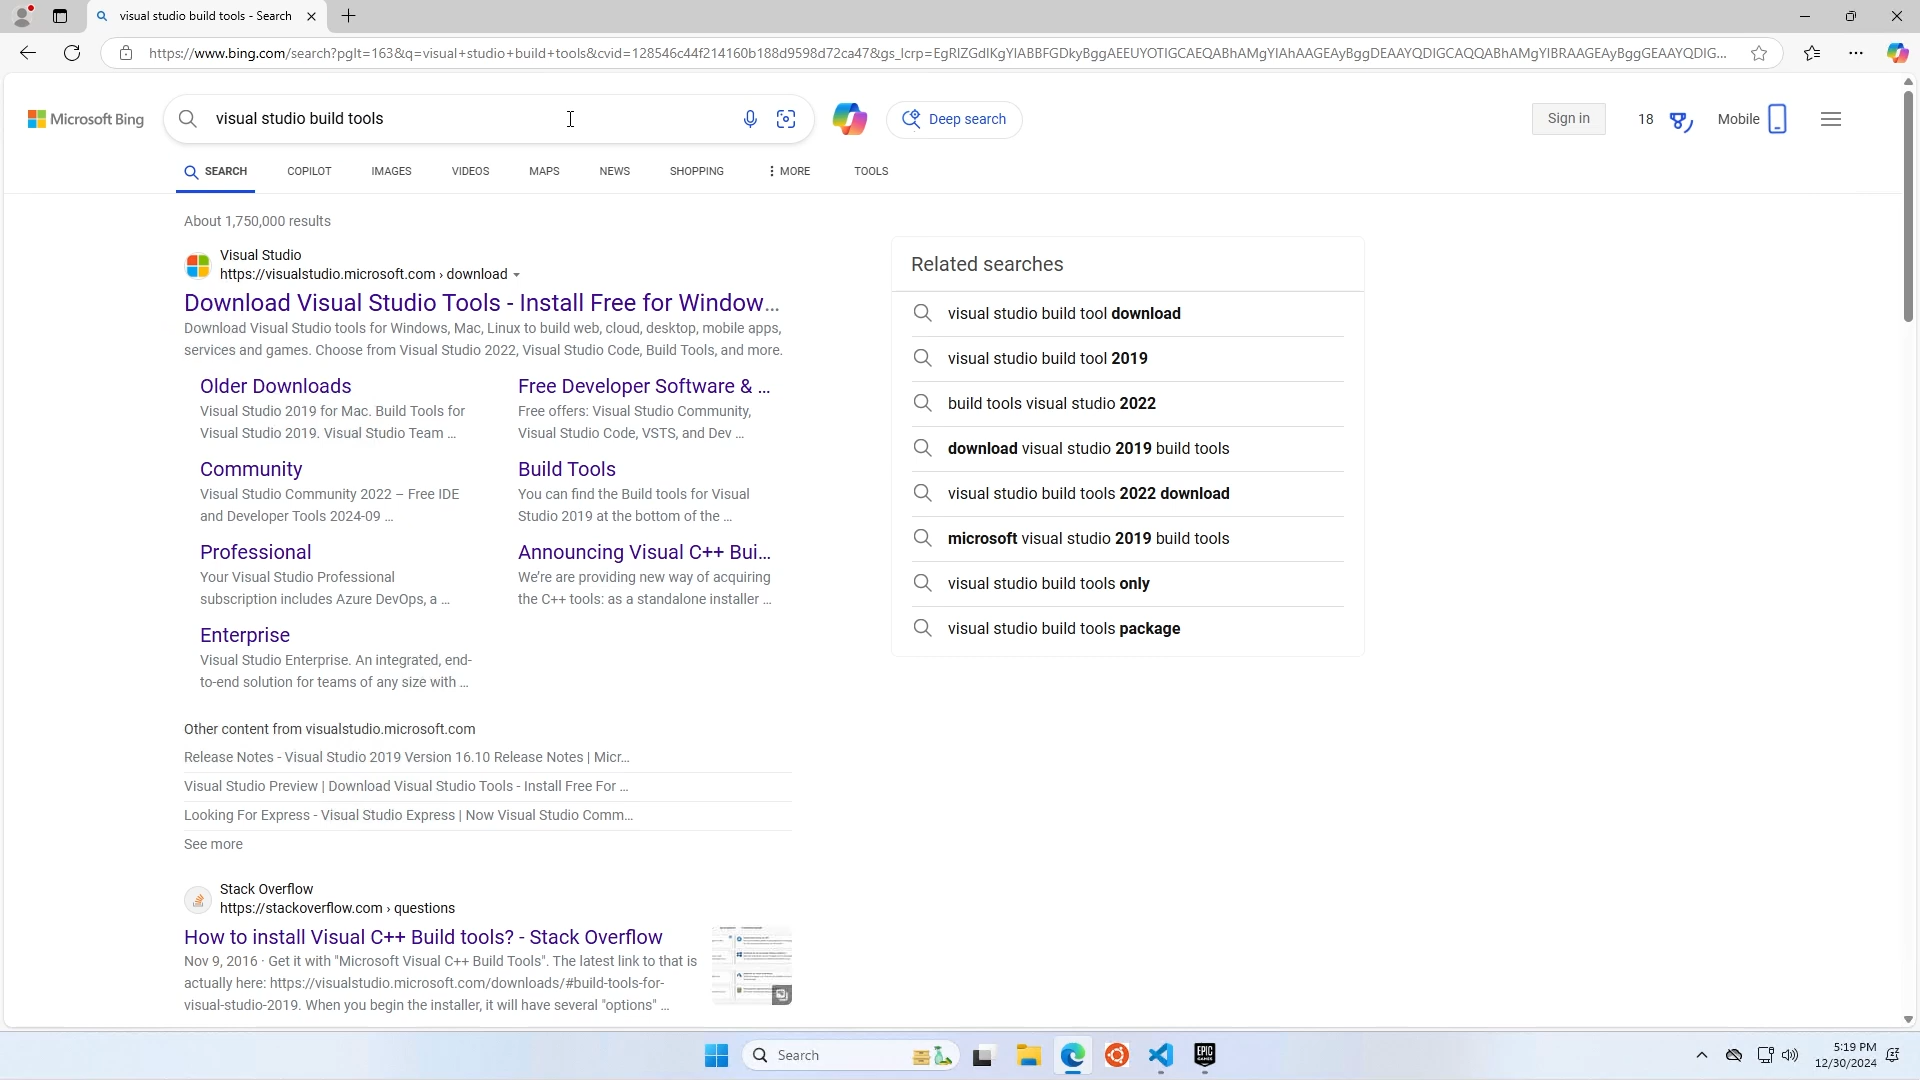 visual studio build tools - Search
https://www.bing.com/search?pglt=163&q=visual+studio+build+tools&cvid=128546c44f214160b188d9598d72ca47&gs_lcrp=EgRlZGdlKgYIABBFGDkyBggAEEUYOTIGCAEQABhAMgYIAhAAGEAyBggDEAAYQDIGCAQQABhAMgYIBRAAGEAyBggGEAAYQDIG...
Microsoft Bing
visual studio build tools
Deep search
Sign in
18
Mobile
SEARCH
COPILOT
IMAGES
VIDEOS
MAPS
NEWS
SHOPPING
MORE
TOOLS
About 1,750,000 results
Visual Studio
https://visualstudio.microsoft.com › download
Download Visual Studio Tools - Install Free for Window...
Download Visual Studio tools for Windows, Mac, Linux to build web, cloud, desktop, mobile apps,
services and games. Choose from Visual Studio 2022, Visual Studio Code, Build Tools, and more.
Older Downloads
Visual Studio 2019 for Mac. Build Tools for
Visual Studio 2019. Visual Studio Team ...
Free Developer Software & ...
Free offers: Visual Studio Community,
Visual Studio Code, VSTS, and Dev ...
Community
Visual Studio Community 2022 – Free IDE
and Developer Tools 2024-09 ...
Build Tools
You can find the Build tools for Visual
Studio 2019 at the bottom of the ...
Professional
Your Visual Studio Professional
subscription includes Azure DevOps, a ...
Announcing Visual C++ Bui...
We're are providing new way of acquiring
the C++ tools: as a standalone installer ...
Enterprise
Visual Studio Enterprise. An integrated, end-
to-end solution for teams of any size with ...
Other content from visualstudio.microsoft.com
Release Notes - Visual Studio 2019 Version 16.10 Release Notes | Micr...
Visual Studio Preview | Download Visual Studio Tools - Install Free For ...
Looking For Express - Visual Studio Express | Now Visual Studio Comm...
See more
Stack Overflow
https://stackoverflow.com › questions
How to install Visual C++ Build tools? - Stack Overflow
Nov 9, 2016 · Get it with "Microsoft Visual C++ Build Tools". The latest link to that is
actually here: https://visualstudio.microsoft.com/downloads/#build-tools-for-
visual-studio-2019. When you begin the installer, it will have several "options" ...
Related searches
visual studio build tool download
visual studio build tool 2019
build tools visual studio 2022
download visual studio 2019 build tools
visual studio build tools 2022 download
microsoft visual studio 2019 build tools
visual studio build tools only
visual studio build tools package
Search
EPIC
GAMES
5:19 PM
12/30/2024